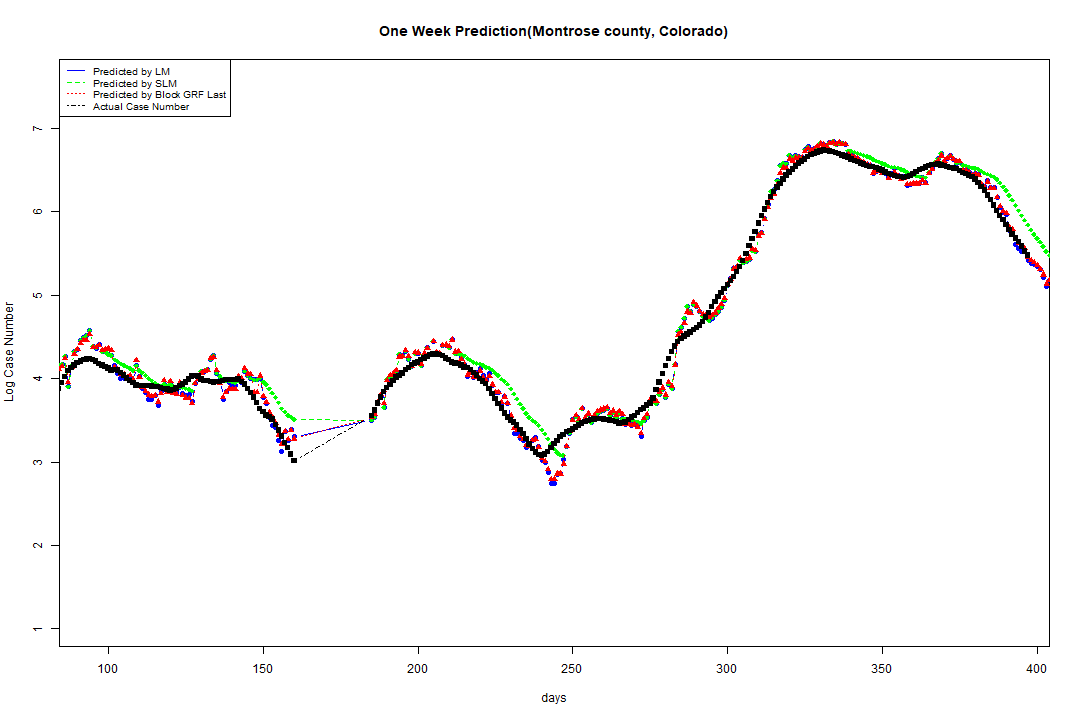 One Week Prediction(Montrose county, Colorado)
Predicted by LM
Predicted by SLM
Predicted by Block GRF Last
Actual Case Number
Log Case Number
7
6
5
4
3
2
1
100 150 200 250 300 350 400
days